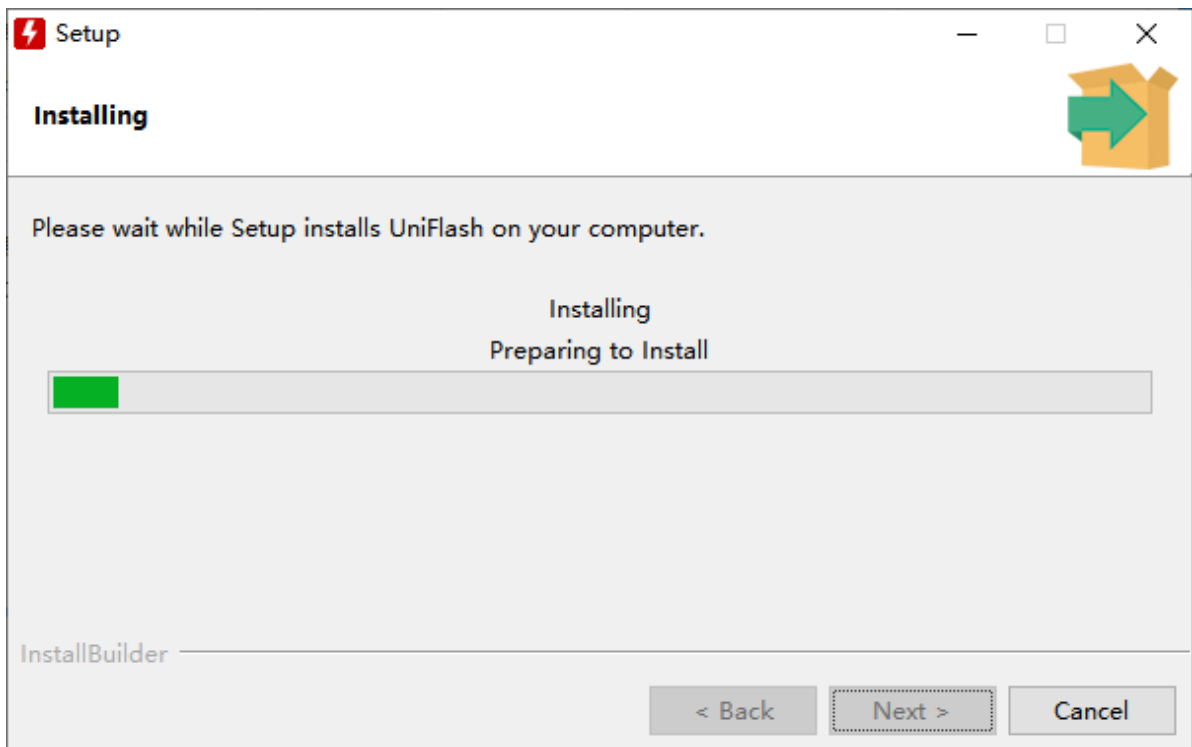 Setup
Installing
Please wait while Setup installs UniFlash on your computer.
Installing
Preparing to Install
InstallBuilder
< Back
Next >
Cancel